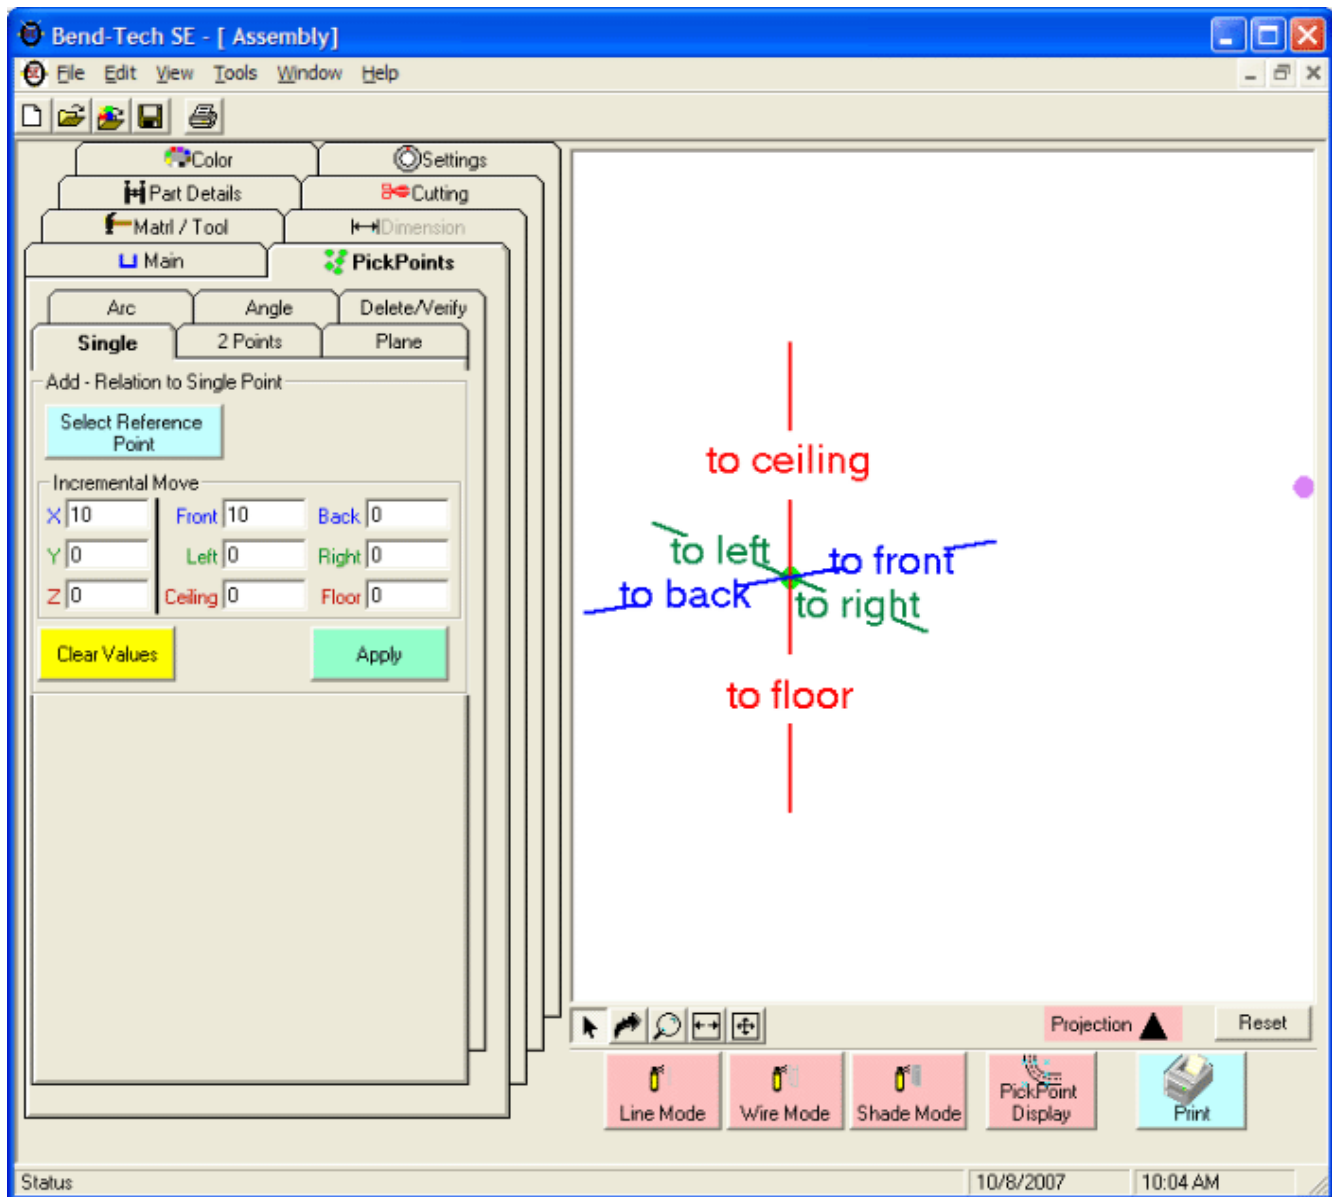 Bend-Tech SE - [ Assembly]
File Edit View Tools Window Help
Color Settings
Part Details Cutting
Matrl / Tool Dimension
Main PickPoints
Arc Angle Delete/Verify
Single 2 Points Plane
Add - Relation to Single Point
Select Reference
Point
Incremental Move
X 10 Front 10 Back 0
Y 0 Left 0 Right 0
Z 0 Ceiling 0 Floor 0
Clear Values Apply
to ceiling
to left
to front
to back
to right
to floor
Projection Reset
Line Mode Wire Mode Shade Mode PickPoint
Display Print
Status 10/8/2007 10:04 AM